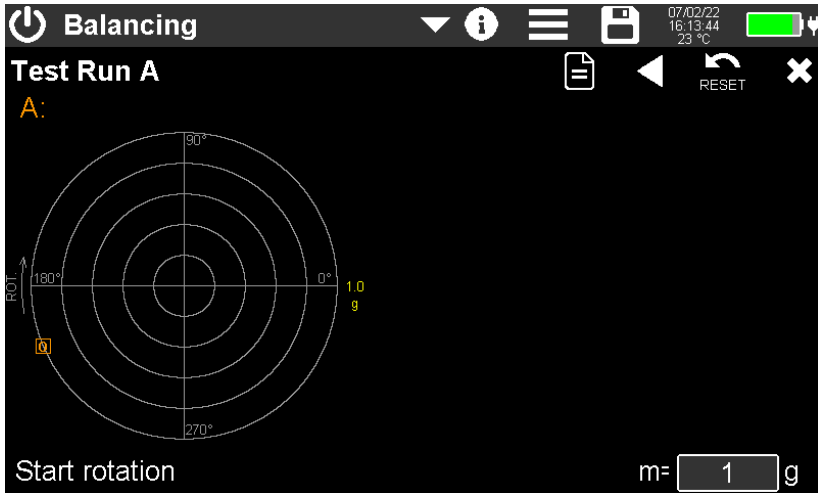 Balancing
07/02/22
16:13:44
23 °C
Test Run A
RESET
A:
90°
180°
0°
1.0
g
ROT.
270°
Start rotation
m= 1 g